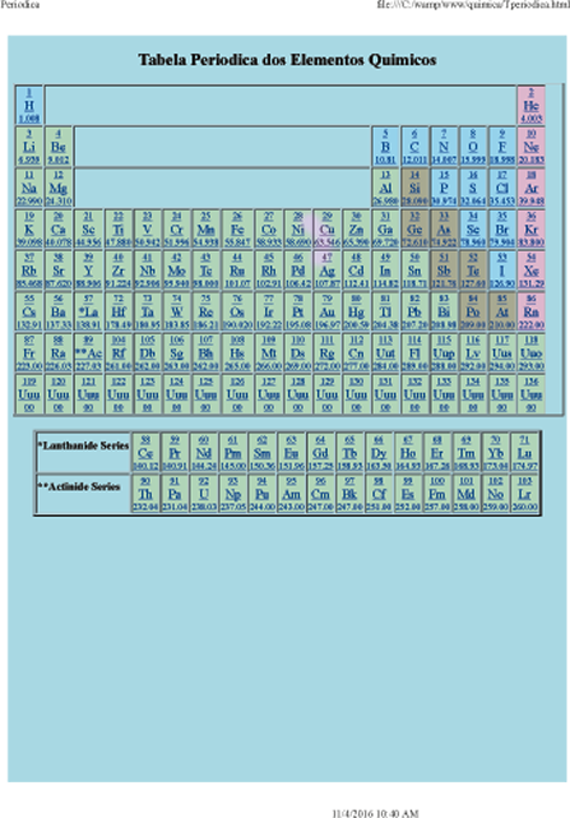 Periodica file:///C:/wamp/www/quimica/Tperiodica.html
Tabela Periodica dos Elementos Quimicos
1 2
H He
1.008 4.003
3 4 5 6 7 8 9 10
Li Be B C N O F Ne
6.939 9.012 10.81 12.011 14.007 15.999 18.998 20.183
11 12 13 14 15 16 17 18
Na Mg Al Si P S Cl Ar
22.990 24.310 26.980 28.090 30.974 32.064 35.453 39.948
19 20 21 22 23 24 25 26 27 28 29 30 31 32 33 34 35 36
K Ca Sc Ti V Cr Mn Fe Co Ni Cu Zn Ga Ge As Se Br Kr
39.098 40.078 44.956 47.880 50.942 51.996 54.938 55.847 58.933 58.690 63.546 65.390 69.720 72.610 74.922 78.960 79.904 83.800
37 38 39 40 41 42 43 44 45 46 47 48 49 50 51 52 53 54
Rb Sr Y Zr Nb Mo Tc Ru Rh Pd Ag Cd In Sn Sb Te I Xe
85.468 87.620 88.906 91.224 92.906 95.940 98.000 101.07 102.91 106.42 107.87 112.41 114.82 118.71 121.76 127.60 126.90 131.29
55 56 57 72 73 74 75 76 77 78 79 80 81 82 83 84 85 86
Cs Ba *La Hf Ta W Re Os Ir Pt Au Hg Tl Pb Bi Po At Rn
132.91 137.33 138.91 178.49 180.95 183.85 186.21 190.020 192.22 195.08 196.97 200.59 204.38 207.20 208.98 209.00 210.00 222.00
87 88 89 104 105 106 107 108 109 110 111 112 113 114 115 116 117 118
Fr Ra **Ac Rf Db Sg Bh Hs Mt Ds Rg Cn Uut Fl Uup Lv Uus Uuo
223.00 226.03 227.03 261.00 262.00 263.00 262.00 265.00 266.00 269.00 272.00 277.00 284.00 289.00 288.00 292.00 294.00 293.00
119 120 121 122 123 124 125 126 127 128 129 130 131 132 133 134 135 136
Uuu Uuu Uuu Uuu Uuu Uuu Uuu Uuu Uuu Uuu Uuu Uuu Uuu Uuu Uuu Uuu Uuu Uuu
00 00 00 00 00 00 00 00 00 00 00 00 00 00 00 00 00 00
58 59 60 61 62 63 64 65 66 67 68 69 70 71
*Lanthanide Series Ce Pr Nd Pm Sm Eu Gd Tb Dy Ho Er Tm Yb Lu
140.12 140.91 144.24 145.00 150.36 151.96 157.25 158.93 162.50 164.93 167.26 168.93 173.04 174.97
90 91 92 93 94 95 96 97 98 99 100 101 102 103
**Actinide Series Th Pa U Np Pu Am Cm Bk Cf Es Fm Md No Lr
232.04 231.04 238.03 237.05 244.00 243.00 247.00 247.00 251.00 252.00 257.00 258.00 259.00 260.00
11/4/2016 10:40 AM